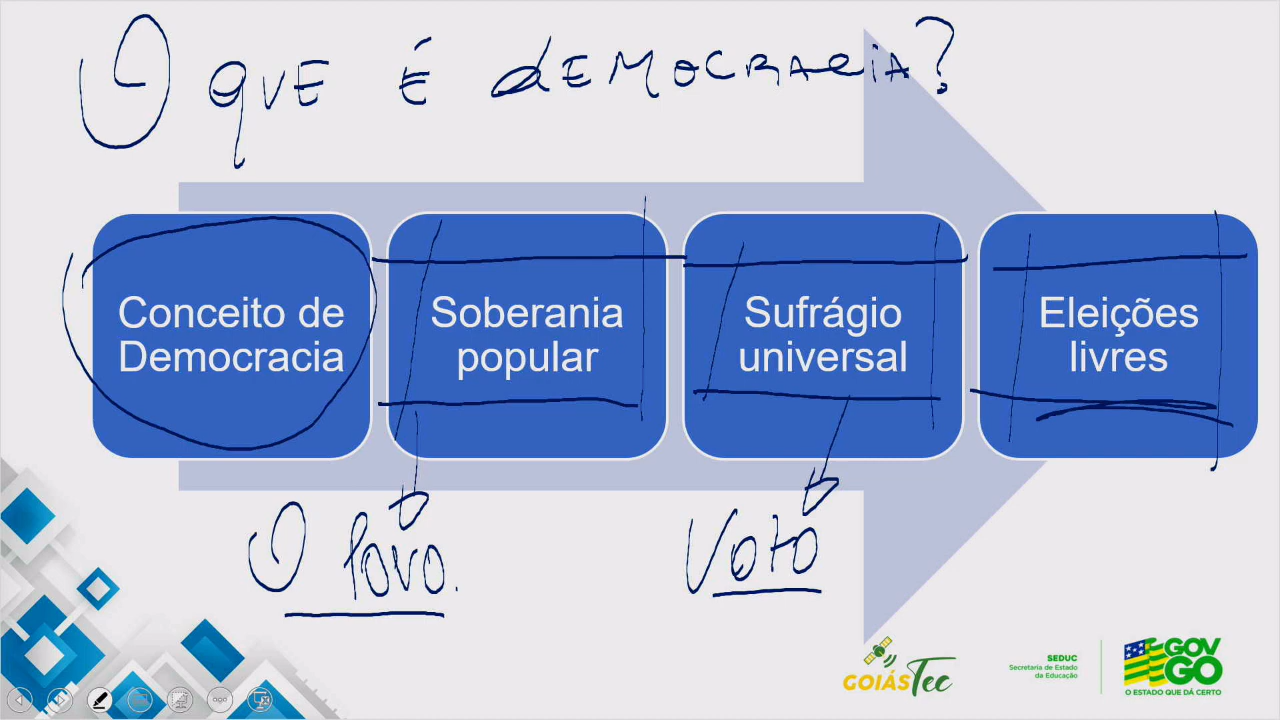 O QUE É DEMOCRACIA?
Conceito de
Democracia
Soberania
popular
Sufrágio
universal
Eleições
livres
O Povo.
Voto
GOIÁSTec
SEDUC
Secretaria de Estado
da Educação
GOV
GO
O ESTADO QUE DÁ CERTO